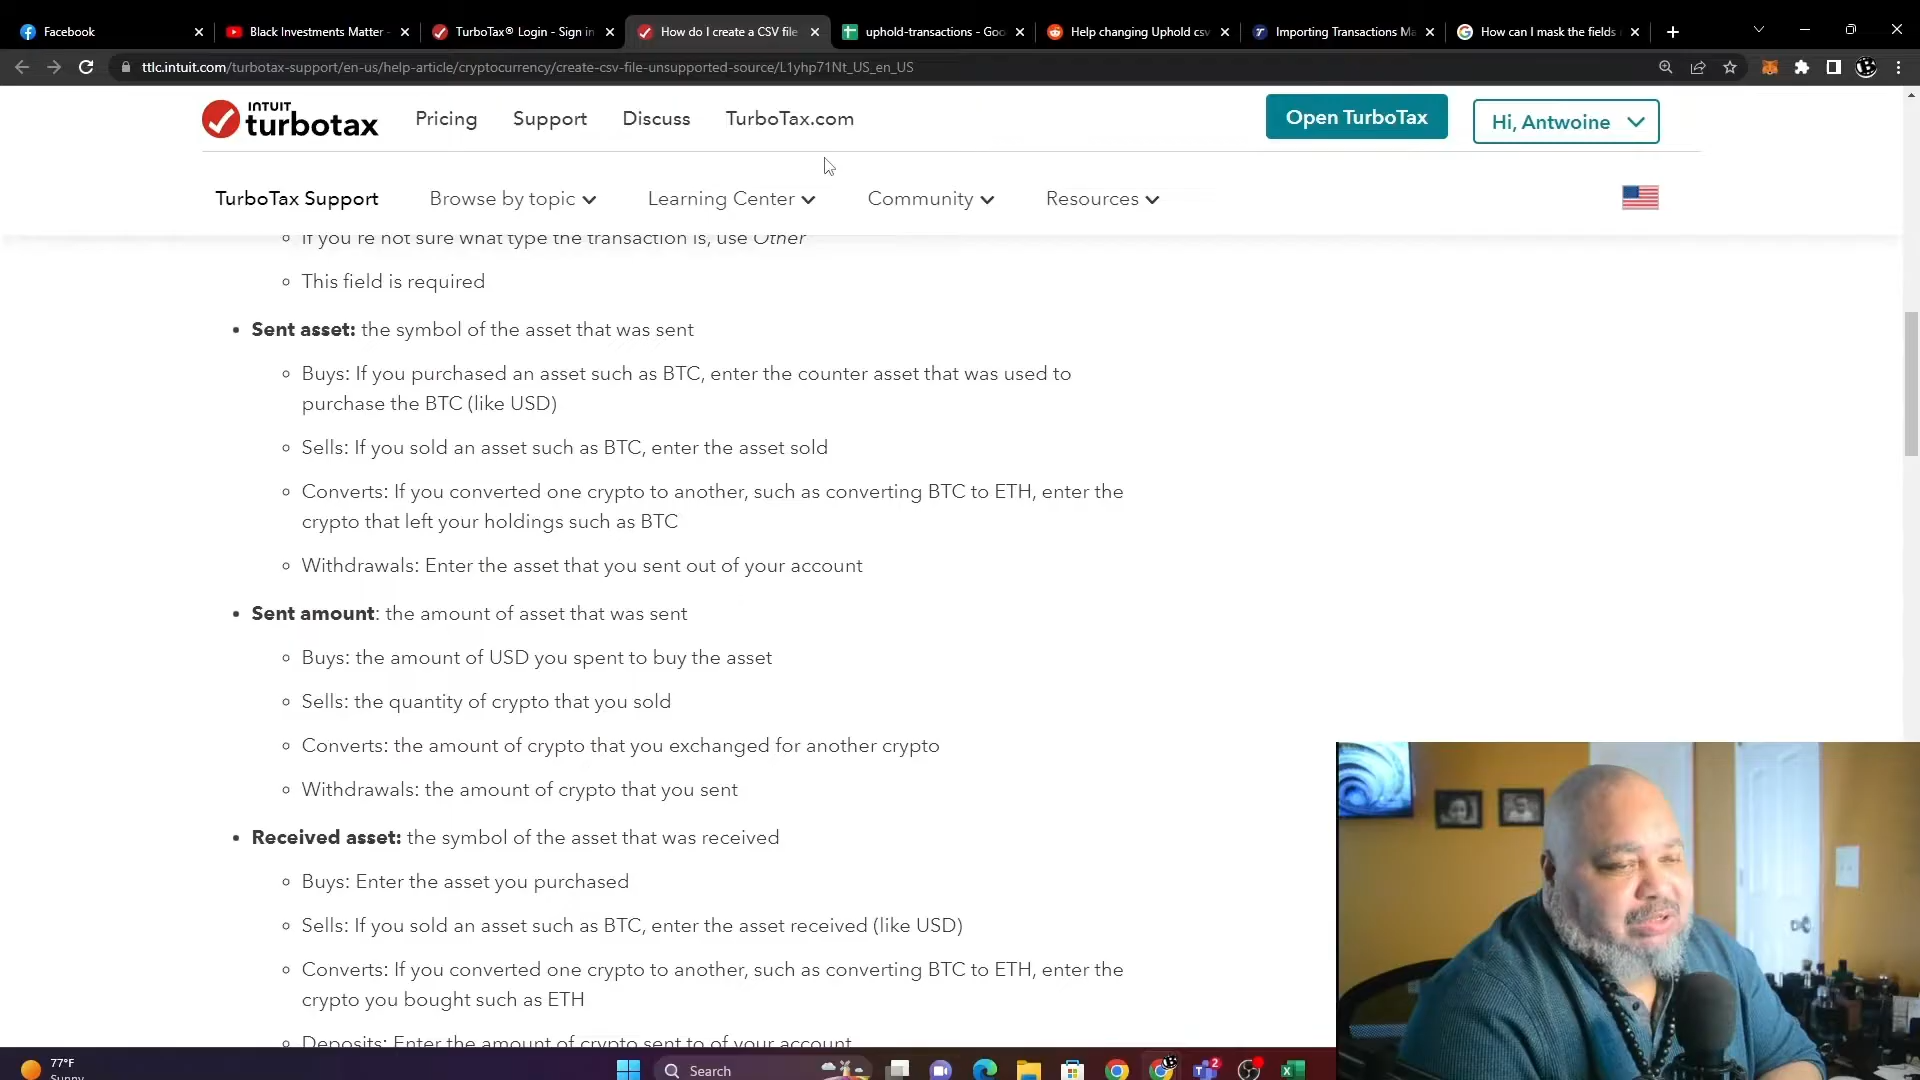 Facebook
Black Investments Matter -
TurboTax® Login - Sign in
How do I create a CSV file
uphold-transactions - Goo
Help changing Uphold csv
Importing Transactions Ma
How can I mask the fields
ttlc.intuit.com/turbotax-support/en-us/help-article/cryptocurrency/create-csv-file-unsupported-source/L1yhp71Nt_US_en_US
INTUIT
turbotax
Pricing
Support
Discuss
TurboTax.com
Open TurboTax
Hi, Antwoine
TurboTax Support
Browse by topic
Learning Center
Community
Resources
If you're not sure what type the transaction is, use Other
This field is required
Sent asset: the symbol of the asset that was sent
Buys: If you purchased an asset such as BTC, enter the counter asset that was used to
purchase the BTC (like USD)
Sells: If you sold an asset such as BTC, enter the asset sold
Converts: If you converted one crypto to another, such as converting BTC to ETH, enter the
crypto that left your holdings such as BTC
Withdrawals: Enter the asset that you sent out of your account
Sent amount: the amount of asset that was sent
Buys: the amount of USD you spent to buy the asset
Sells: the quantity of crypto that you sold
Converts: the amount of crypto that you exchanged for another crypto
Withdrawals: the amount of crypto that you sent
Received asset: the symbol of the asset that was received
Buys: Enter the asset you purchased
Sells: If you sold an asset such as BTC, enter the asset received (like USD)
Converts: If you converted one crypto to another, such as converting BTC to ETH, enter the
crypto you bought such as ETH
Deposits: Enter the amount of crypto sent to of your account
77°F
Sunny
Search
2